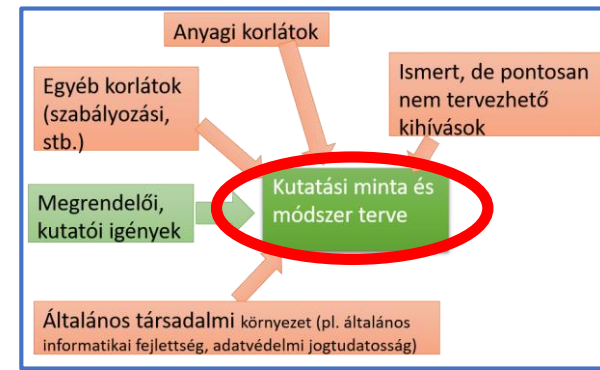 Anyagi korlátok
Egyéb korlátok
(szabályozási,
stb.)
Ismert, de pontosan
nem tervezhető
kihívások
Megrendelői,
kutatói igények
Kutatási minta és
módszer terve
Általános társadalmi környezet (pl. általános
informatikai fejlettség, adatvédelmi jogtudatosság)